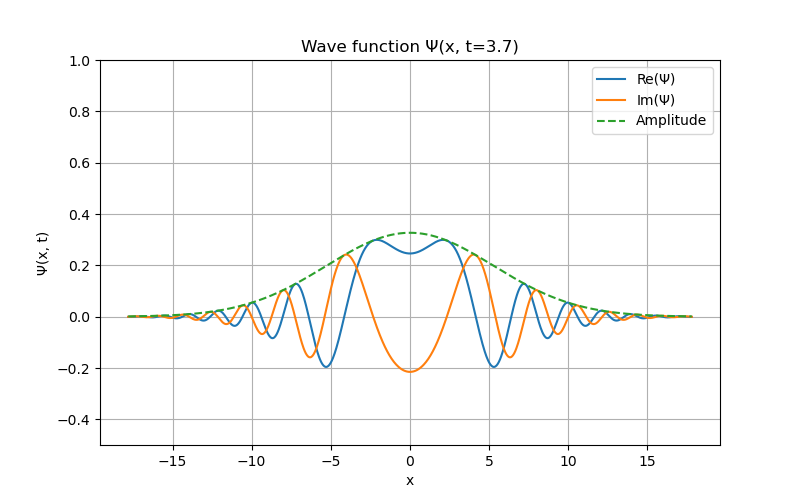 Wave function Ψ(x, t=3.7)
Re(Ψ)
Im(Ψ)
Amplitude
Ψ(x, t)
1.0
0.8
0.6
0.4
0.2
0.0
−0.2
−0.4
−15 −10 −5 0 5 10 15
x